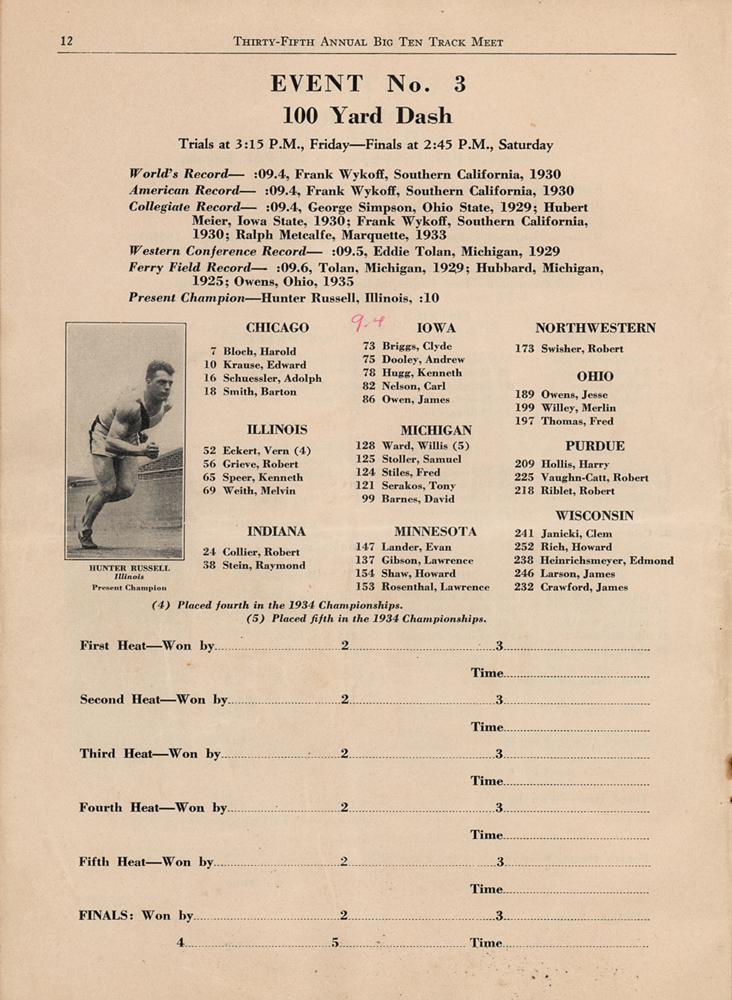 12
Thirty-Fifth Annual Big Ten Track Meet
EVENT No. 3
100 Yard Dash
Trials at 3:15 P.M., Friday—Finals at 2:45 P.M., Saturday
World's Record— :09.4, Frank Wykoff, Southern California, 1930
American Record— :09.4, Frank Wykoff, Southern California, 1930
Collegiate Record— :09.4, George Simpson, Ohio State, 1929; Hubert
Meier, Iowa State, 1930; Frank Wykoff, Southern California,
1930; Ralph Metcalfe, Marquette, 1933
Western Conference Record— :09.5, Eddie Tolan, Michigan, 1929
Ferry Field Record— :09.6, Tolan, Michigan, 1929; Hubbard, Michigan,
1925; Owens, Ohio, 1935
Present Champion—Hunter Russell, Illinois, :10
9.4
HUNTER RUSSELL
Illinois
Present Champion
CHICAGO
7 Bloch, Harold
10 Krause, Edward
16 Schuessler, Adolph
18 Smith, Barton
ILLINOIS
52 Eckert, Vern (4)
56 Grieve, Robert
65 Speer, Kenneth
69 Weith, Melvin
INDIANA
24 Collier, Robert
38 Stein, Raymond
IOWA
73 Briggs, Clyde
75 Dooley, Andrew
78 Hugg, Kenneth
82 Nelson, Carl
86 Owen, James
MICHIGAN
128 Ward, Willis (5)
125 Stoller, Samuel
124 Stiles, Fred
121 Serakos, Tony
99 Barnes, David
MINNESOTA
147 Lander, Evan
137 Gibson, Lawrence
154 Shaw, Howard
153 Rosenthal, Lawrence
NORTHWESTERN
173 Swisher, Robert
OHIO
189 Owens, Jesse
199 Willey, Merlin
197 Thomas, Fred
PURDUE
209 Hollis, Harry
225 Vaughn-Catt, Robert
218 Riblet, Robert
WISCONSIN
241 Janicki, Clem
252 Rich, Howard
238 Heinrichsmeyer, Edmond
246 Larson, James
232 Crawford, James
(4) Placed fourth in the 1934 Championships.
(5) Placed fifth in the 1934 Championships.
First Heat—Won by 2 3
Time
Second Heat—Won by 2 3
Time
Third Heat—Won by 2 3
Time
Fourth Heat—Won by 2 3
Time
Fifth Heat—Won by 2 3
Time
FINALS: Won by 2 3
4 5 Time